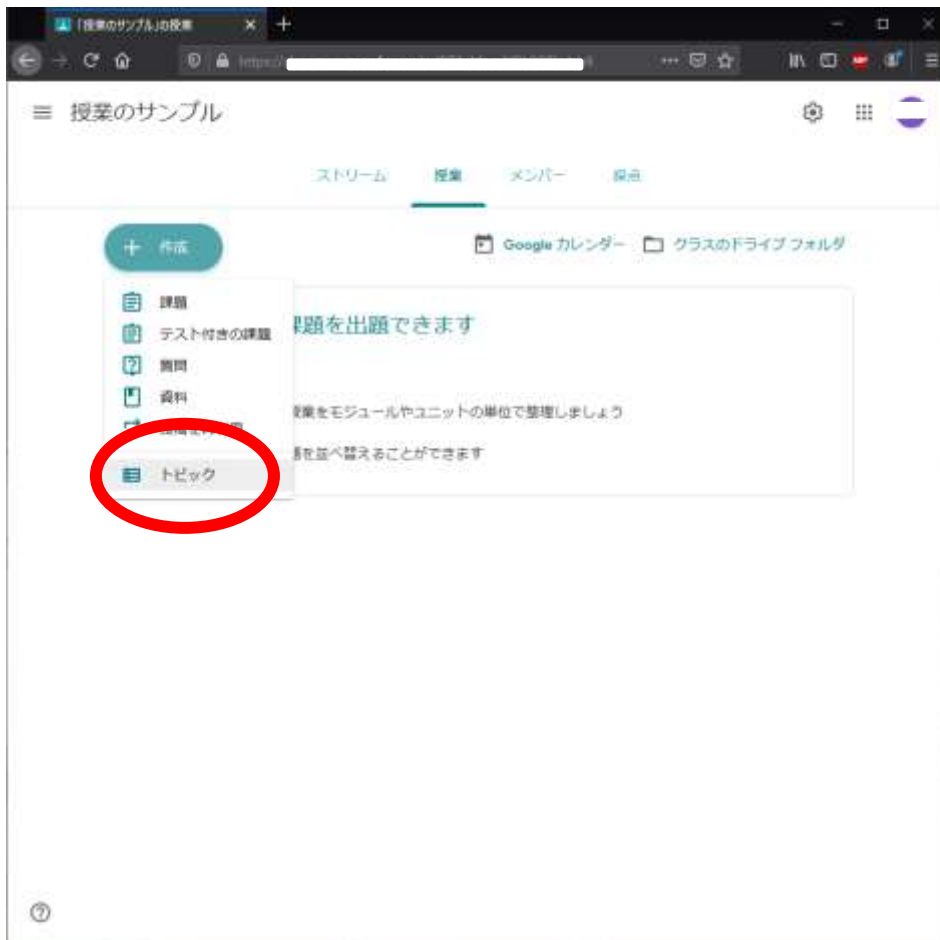 「授業のサンプル」の授業
https://
授業のサンプル
ストリーム 授業 メンバー 採点
作成
Google カレンダー クラスのドライブ フォルダ
課題
テスト付きの課題
質問
資料
トピック
課題を出題できます
授業をモジュールやユニットの単位で整理しましょう
を並べ替えることができます